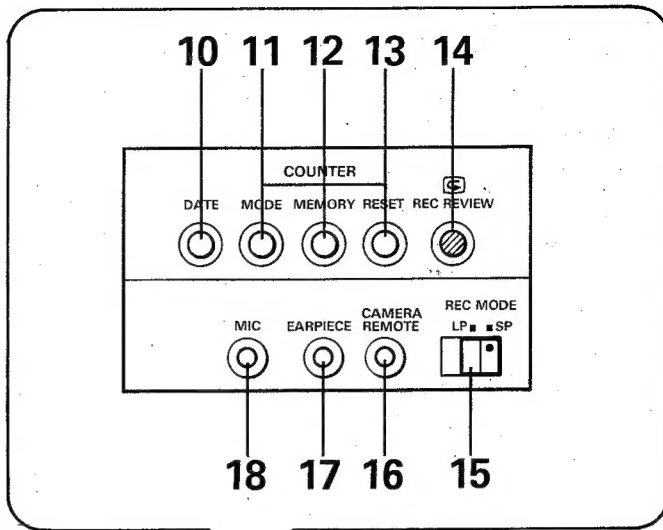 10 11 12 13 14
COUNTER
DATE MODE MEMORY RESET REC REVIEW
MIC EARPIECE CAMERA REMOTE REC MODE
LP SP
18 17 16 15